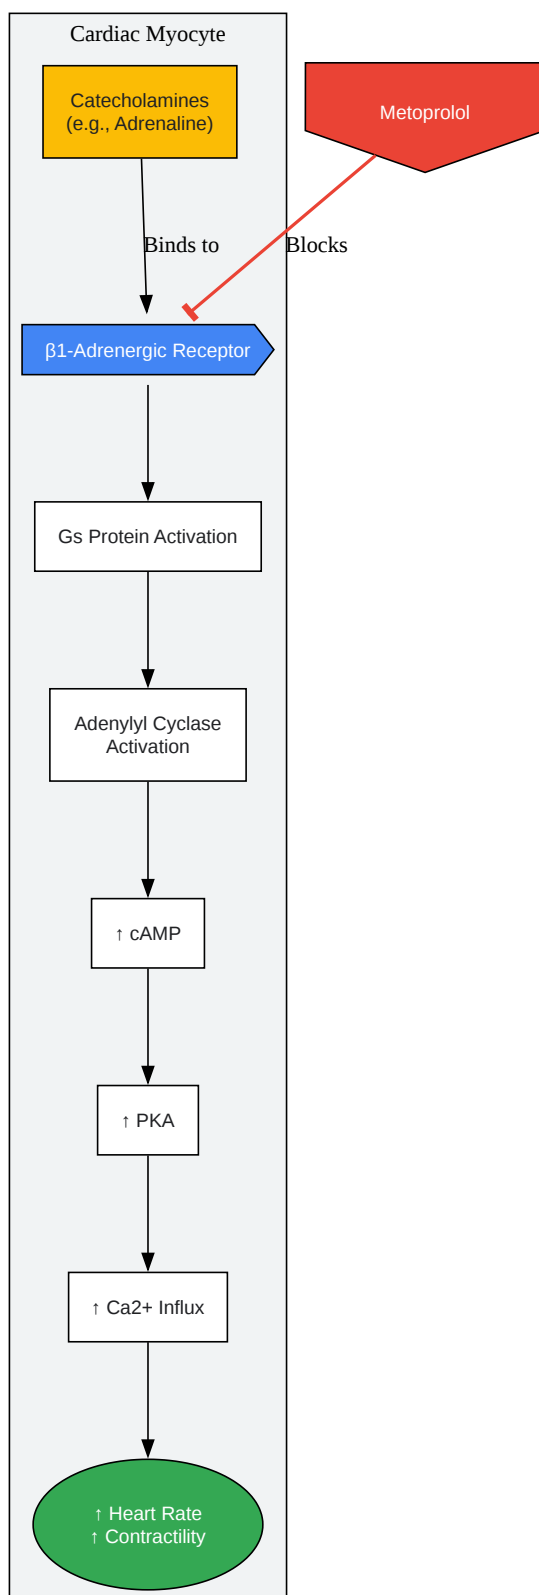 Cardiac Myocyte
Catecholamines
(e.g., Adrenaline)
Metoprolol
Binds to
Blocks
β1-Adrenergic Receptor
Gs Protein Activation
Adenylyl Cyclase
Activation
↑ cAMP
↑ PKA
↑ Ca2+ Influx
↑ Heart Rate
↑ Contractility